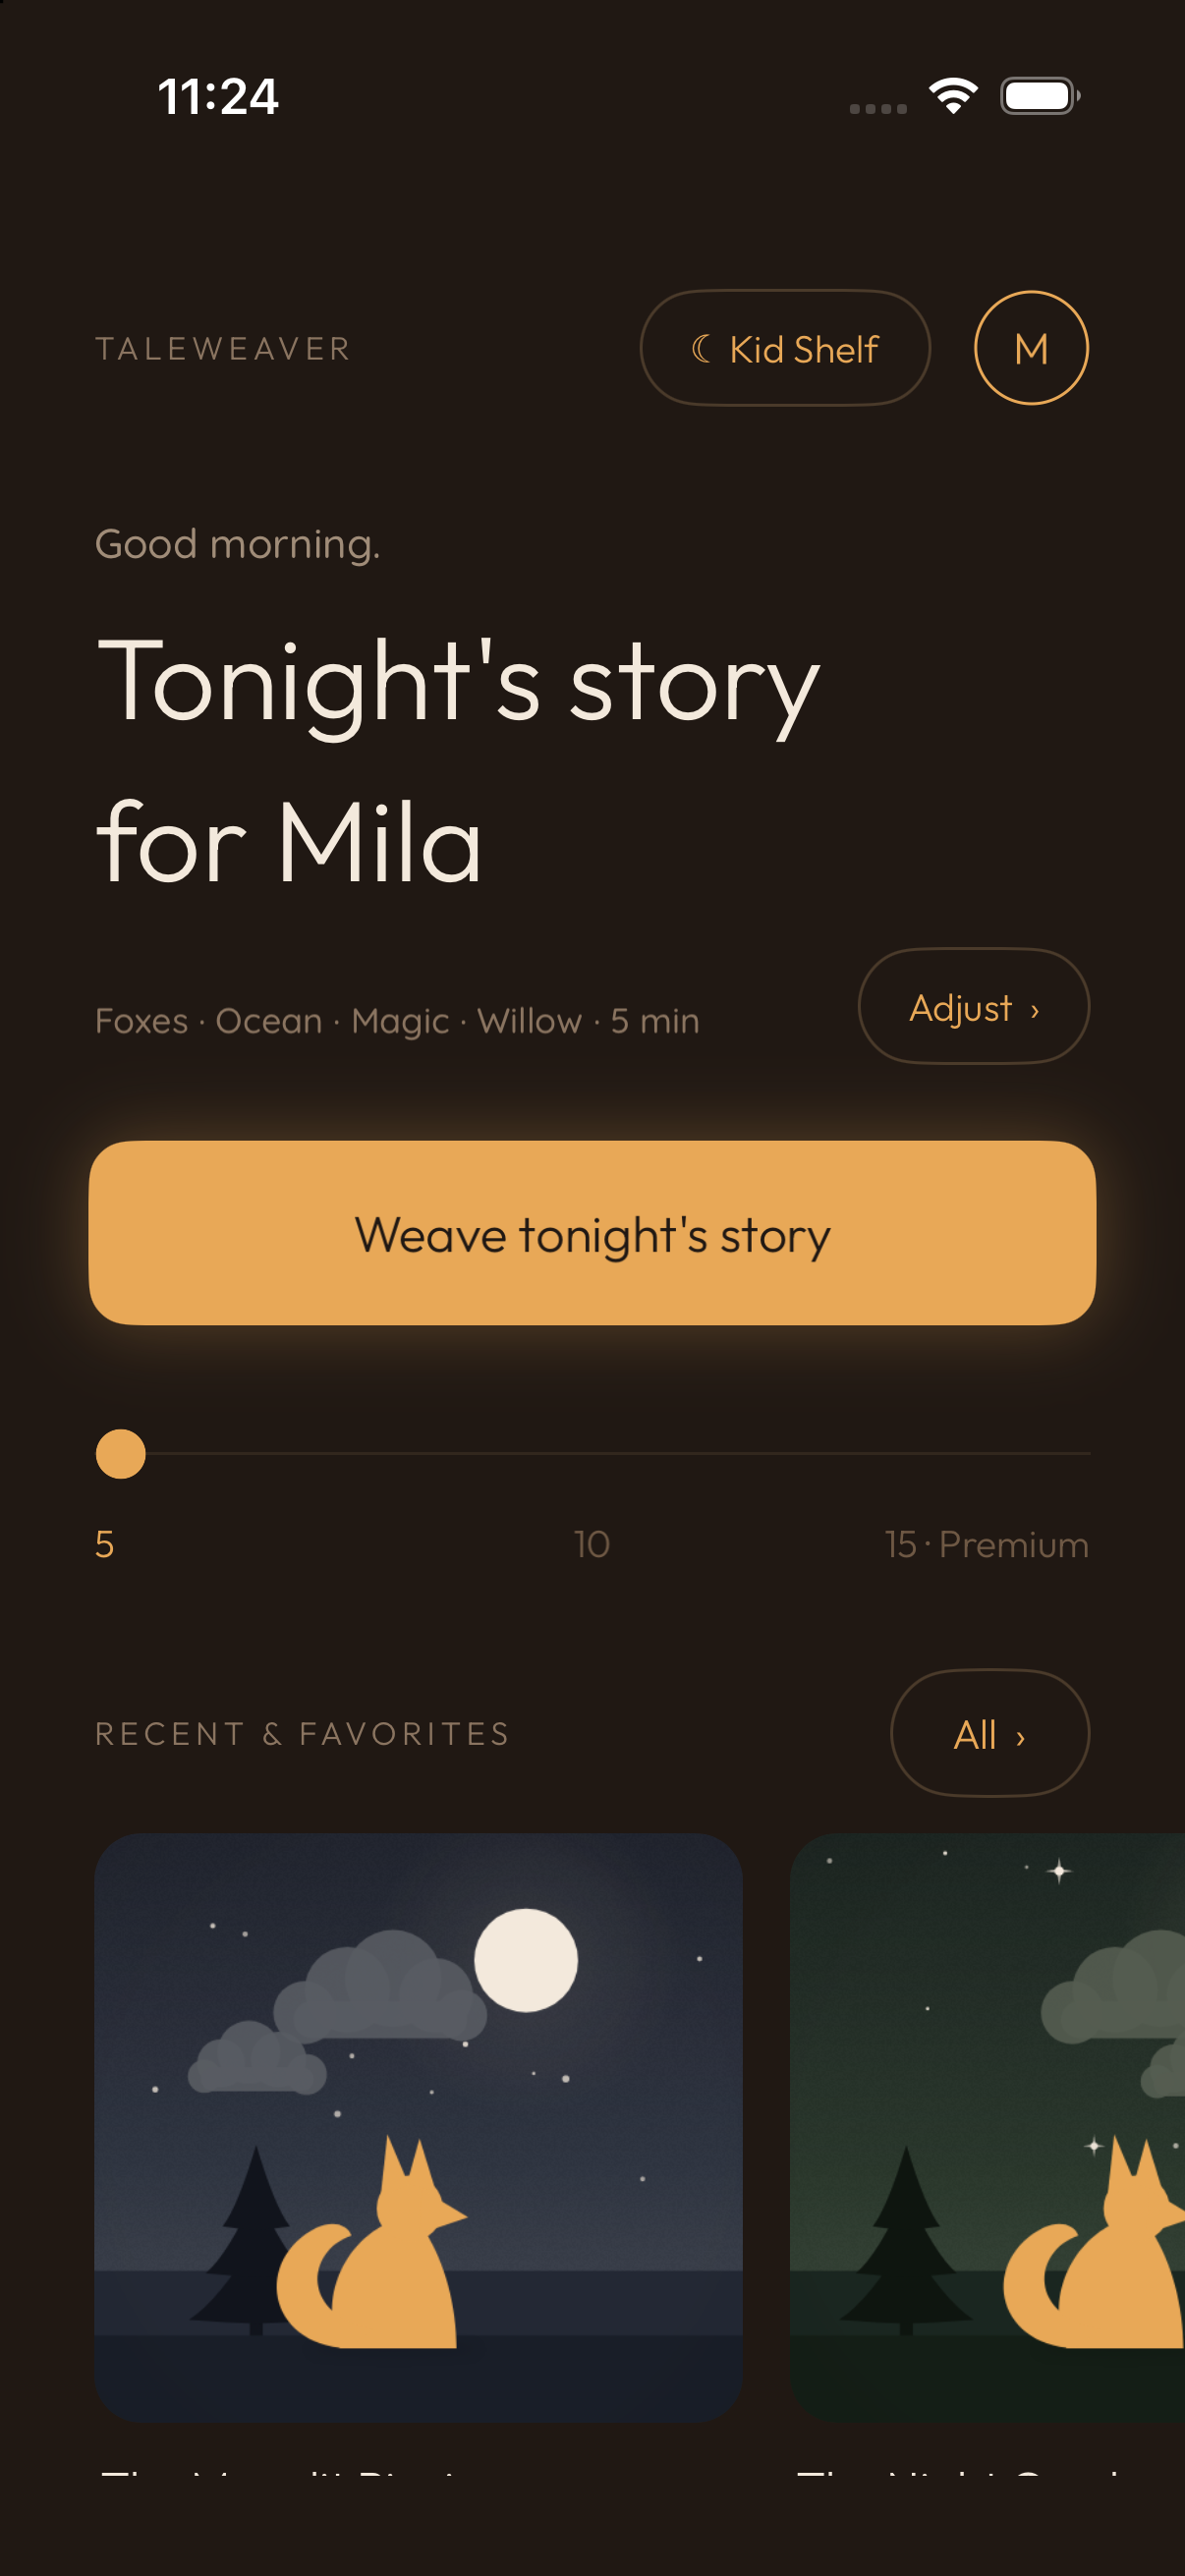 11:24
TALEWEAVER
☾ Kid Shelf
M
Good morning.
Tonight's story
for Mila
Foxes · Ocean · Magic · Willow · 5 min
Adjust ›
Weave tonight's story
5
10
15 · Premium
RECENT & FAVORITES
All ›